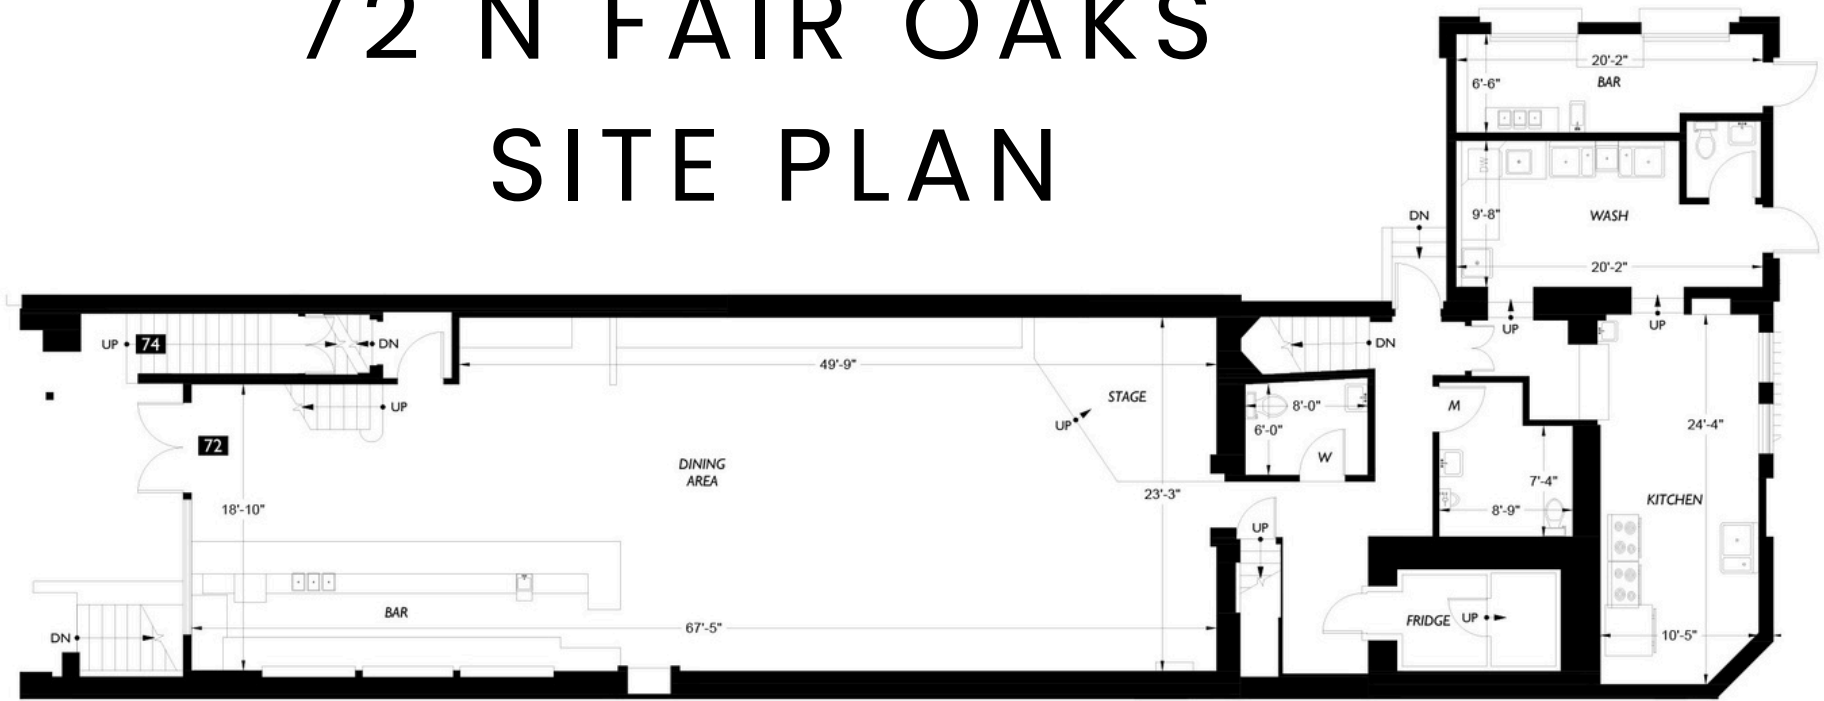 72 N FAIR OAKS
SITE PLAN
20'-2"
BAR
6'-6"
DW
9'-8"
WASH
20'-2"
DN
UP
UP
UP 74
DN
49'-9"
DN
UP
72
STAGE
UP
8'-0"
6'-0"
W
M
24'-4"
DINING
AREA
18'-10"
23'-3"
7'-4"
8'-9"
KITCHEN
UP
BAR
67'-5"
DN
FRIDGE UP
10'-5"